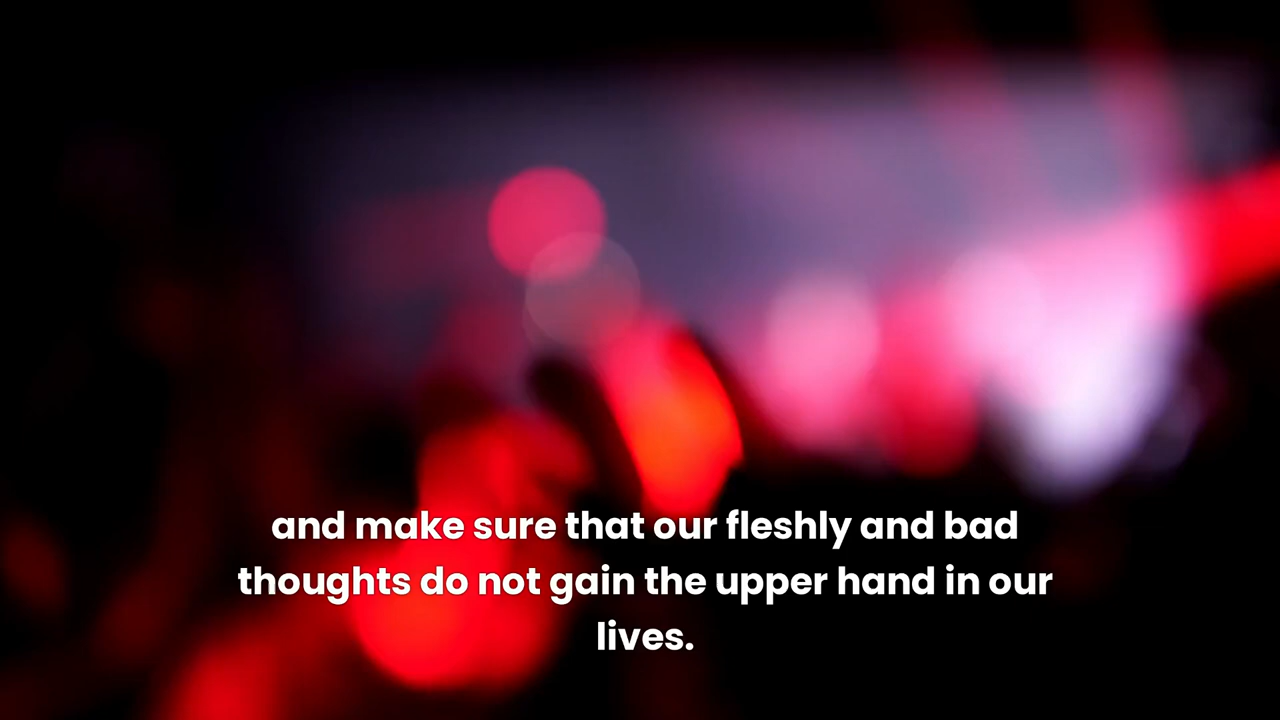 and make sure that our fleshly and bad
thoughts do not gain the upper hand in our
lives.